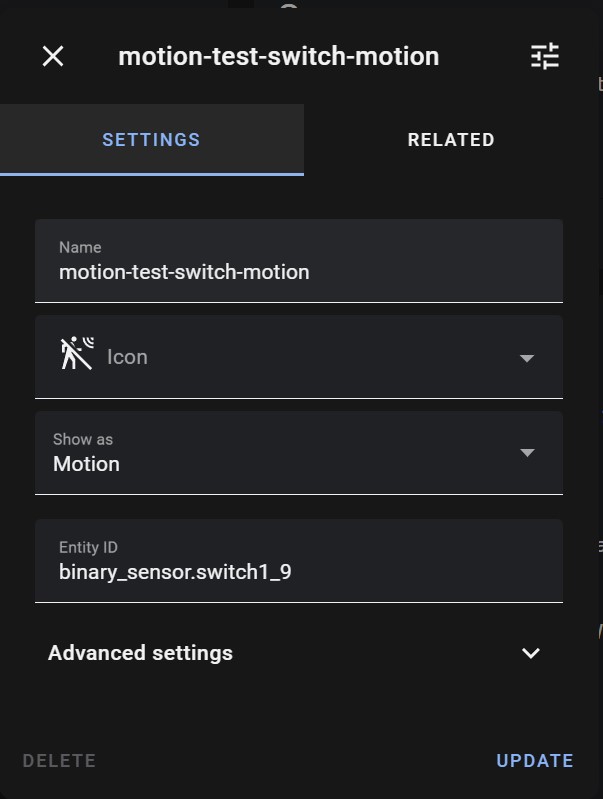 motion-test-switch-motion
SETTINGS
RELATED
Name
motion-test-switch-motion
Icon
Show as
Motion
Entity ID
binary_sensor.switch1_9
Advanced settings
DELETE
UPDATE